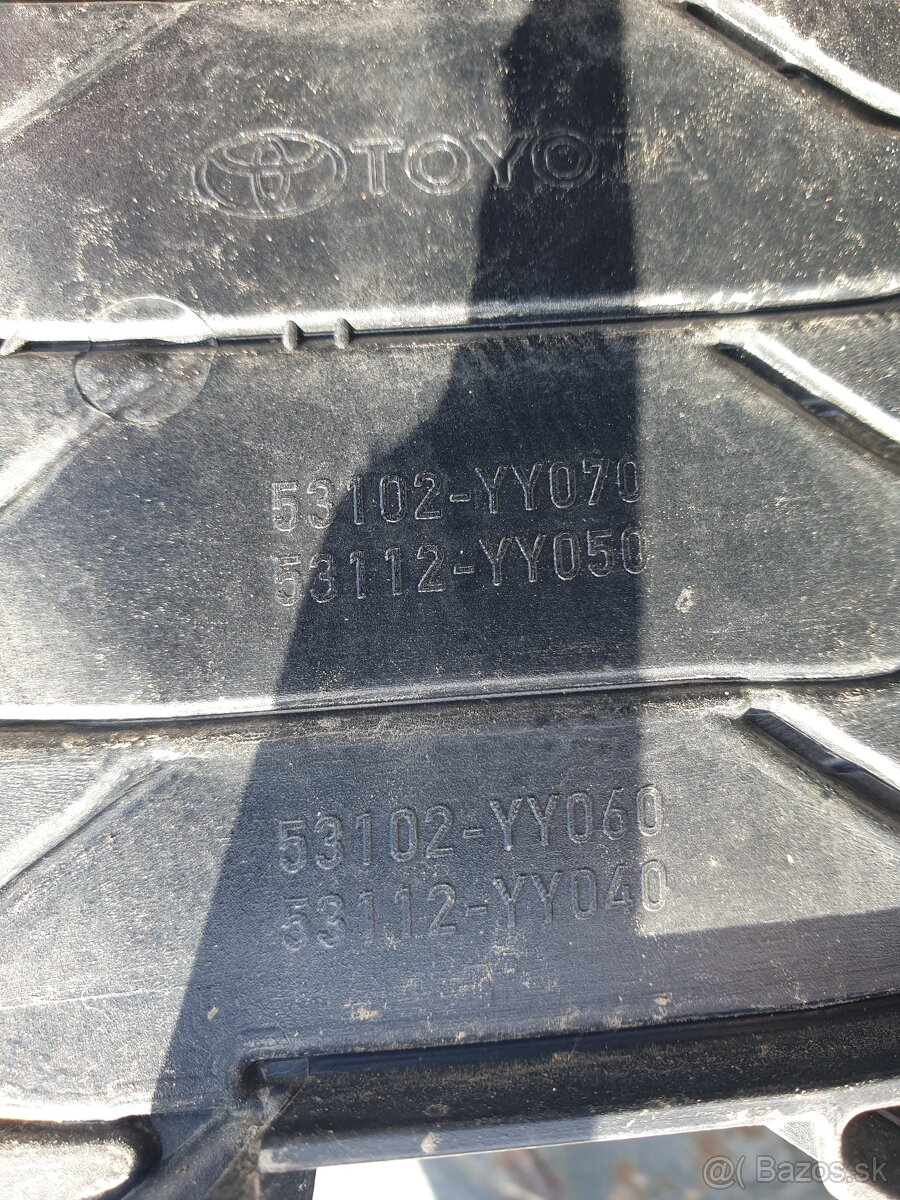 TOYOTA
53102-YY070
53112-YY050
53102-YY060
53112-YY040
@( Bazos.sk